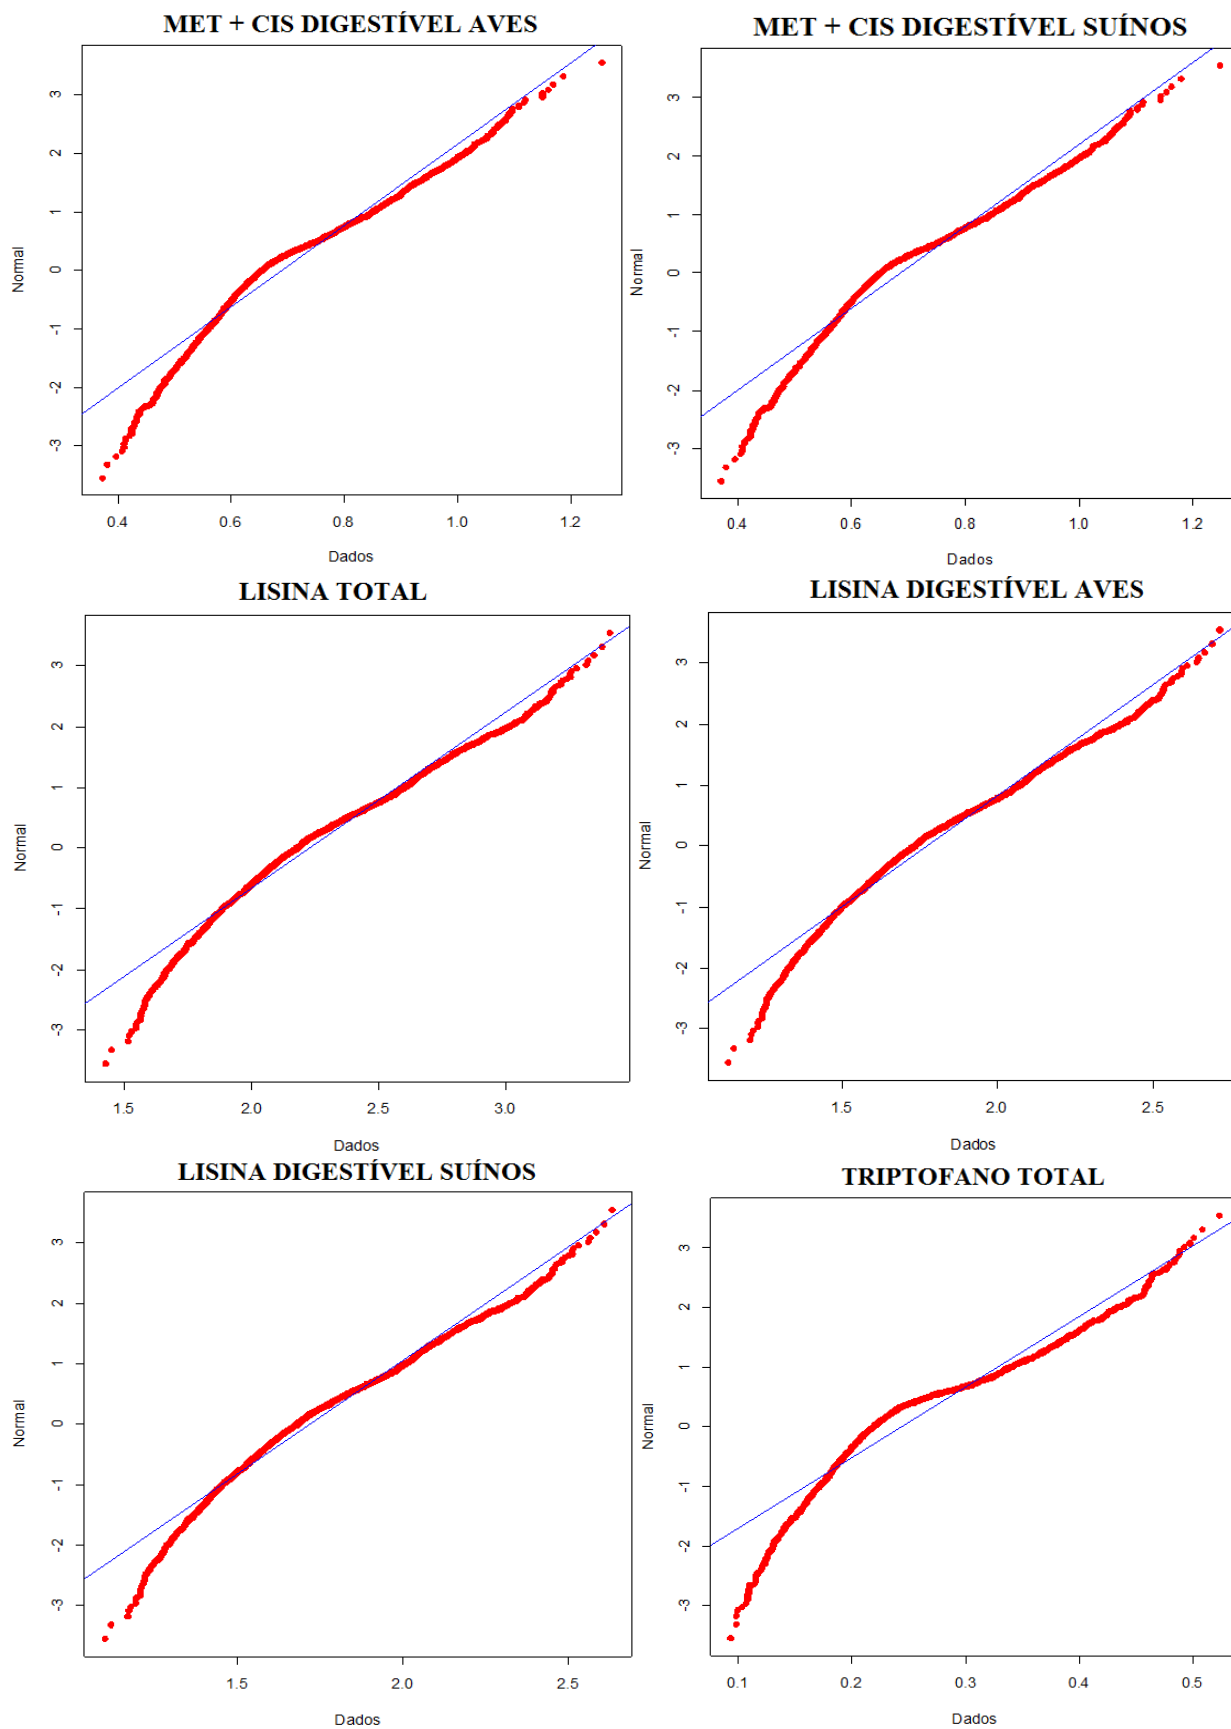 MET + CIS DIGESTÍVEL AVES
3
2
1
0
-1
-2
-3
Normal
0.4 0.6 0.8 1.0 1.2
Dados
MET + CIS DIGESTÍVEL SUÍNOS
3
2
1
0
-1
-2
-3
Normal
0.4 0.6 0.8 1.0 1.2
Dados
LISINA TOTAL
3
2
1
0
-1
-2
-3
Normal
1.5 2.0 2.5 3.0
Dados
LISINA DIGESTÍVEL AVES
3
2
1
0
-1
-2
-3
Normal
1.5 2.0 2.5
Dados
LISINA DIGESTÍVEL SUÍNOS
3
2
1
0
-1
-2
-3
Normal
1.5 2.0 2.5
Dados
TRIPTOFANO TOTAL
3
2
1
0
-1
-2
-3
Normal
0.1 0.2 0.3 0.4 0.5
Dados